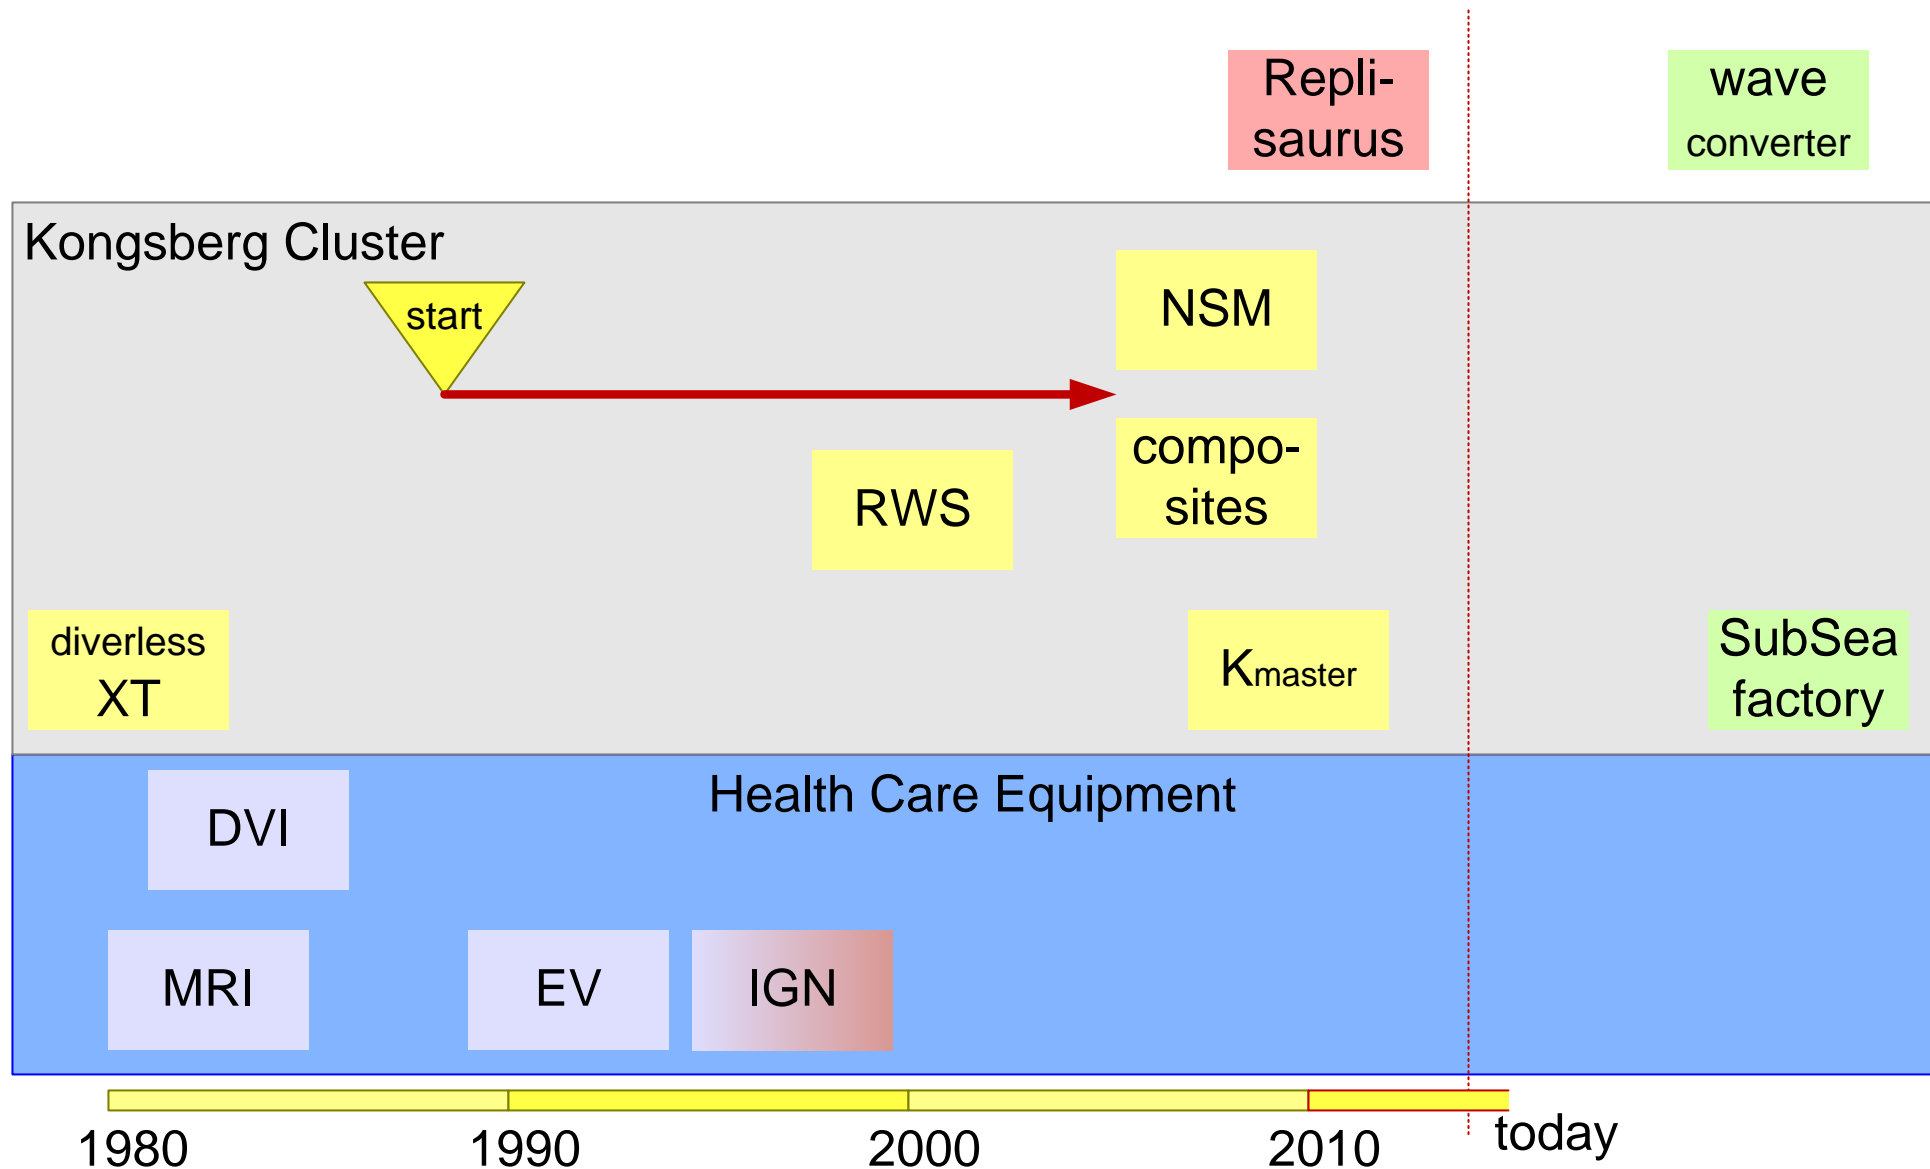 Repli-
saurus
wave
converter
Kongsberg Cluster
start
NSM
compo-
sites
RWS
diverless
XT
Kmaster
SubSea
factory
Health Care Equipment
DVI
MRI
EV
IGN
1980
1990
2000
2010
today